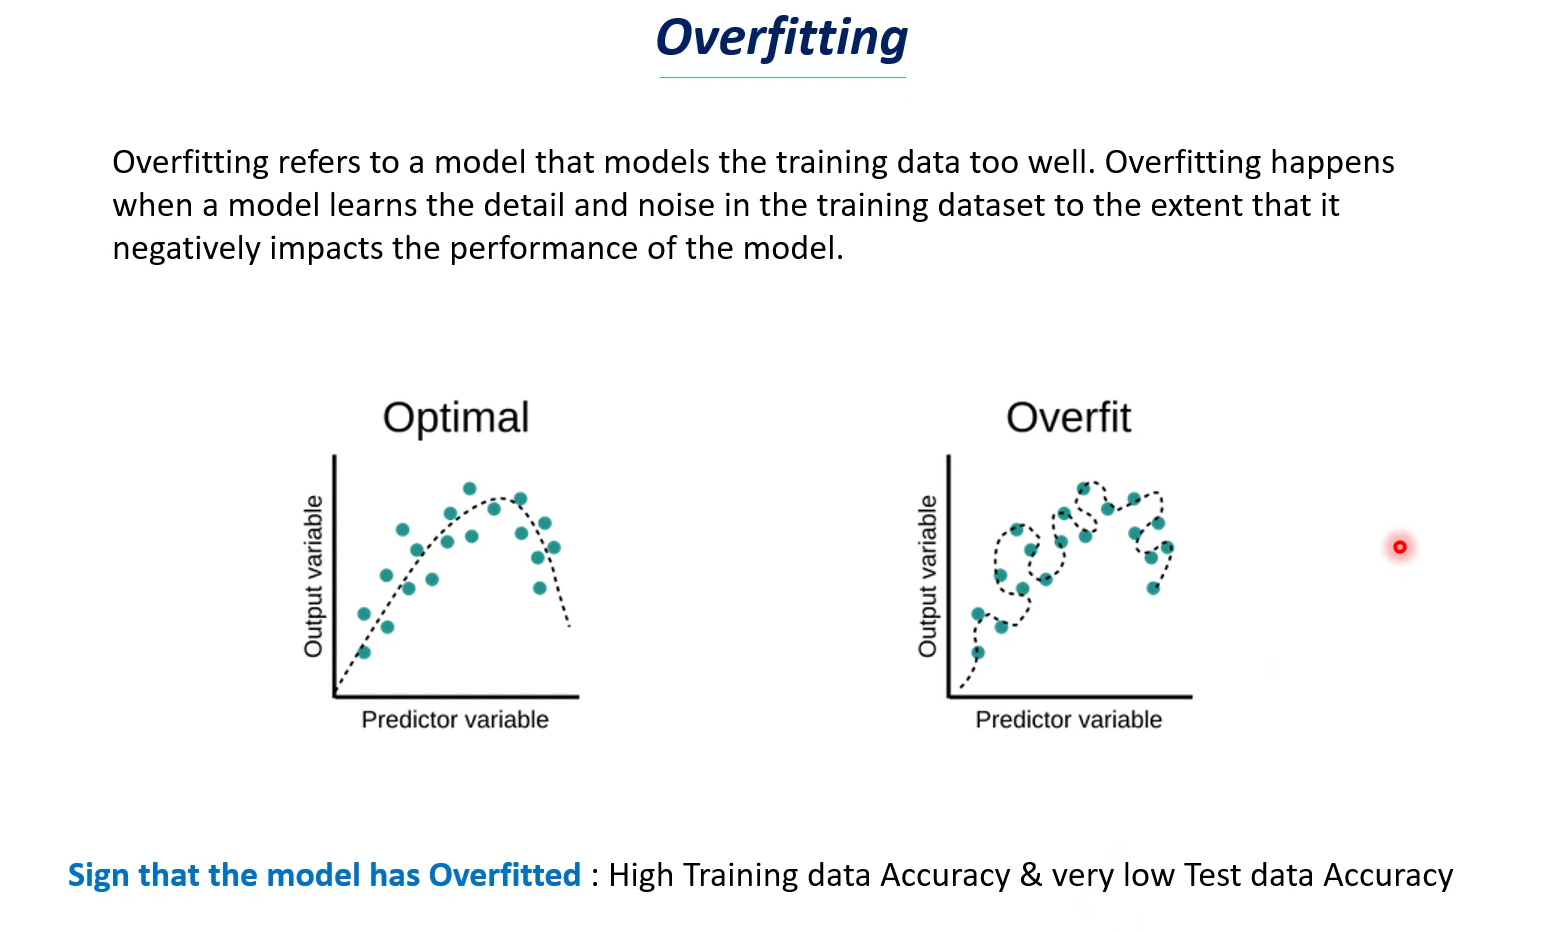 Overfitting
Overfitting refers to a model that models the training data too well. Overfitting happens
when a model learns the detail and noise in the training dataset to the extent that it
negatively impacts the performance of the model.
Optimal
Output variable
Predictor variable
Overfit
Output variable
Predictor variable
Sign that the model has Overfitted : High Training data Accuracy & very low Test data Accuracy